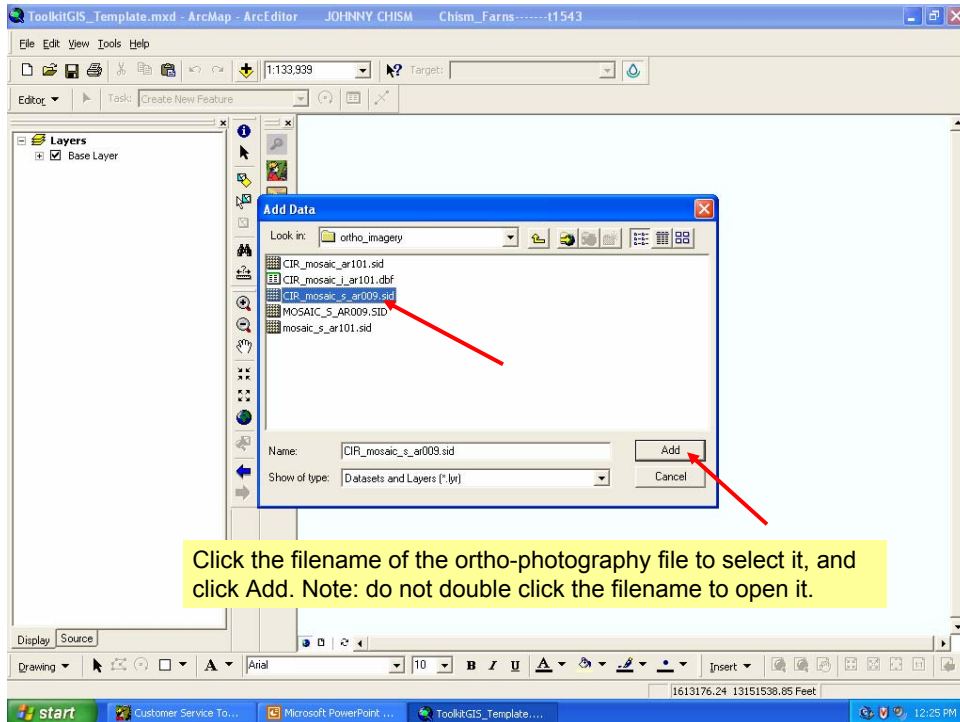 ToolkitGIS_Template.mxd - ArcMap - ArcEditor JOHNNY CHISM Chism_Farns-------t1543
File Edit View Tools Help
1:133,939 Target:
Editor Task: Create New Feature
Layers
Base Layer
Add Data
Look in: ortho_imagery
CIR_mosaic_ar101.sid
CIR_mosaic_i_ar101.dbf
CIR_mosaic_s_ar009.sid
MOSAIC_S_AR009.SID
mosaic_s_ar101.sid
Name: CIR_mosaic_s_ar009.sid Add
Show of type: Datasets and Layers (*.lyr) Cancel
Click the filename of the ortho-photography file to select it, and
click Add. Note: do not double click the filename to open it.
Display Source
Drawing A Arial 10 B I U A Insert
1613176.24 13151538.85 Feet
start Customer Service To... Microsoft PowerPoint ... ToolkitGIS_Template.... 12:25 PM